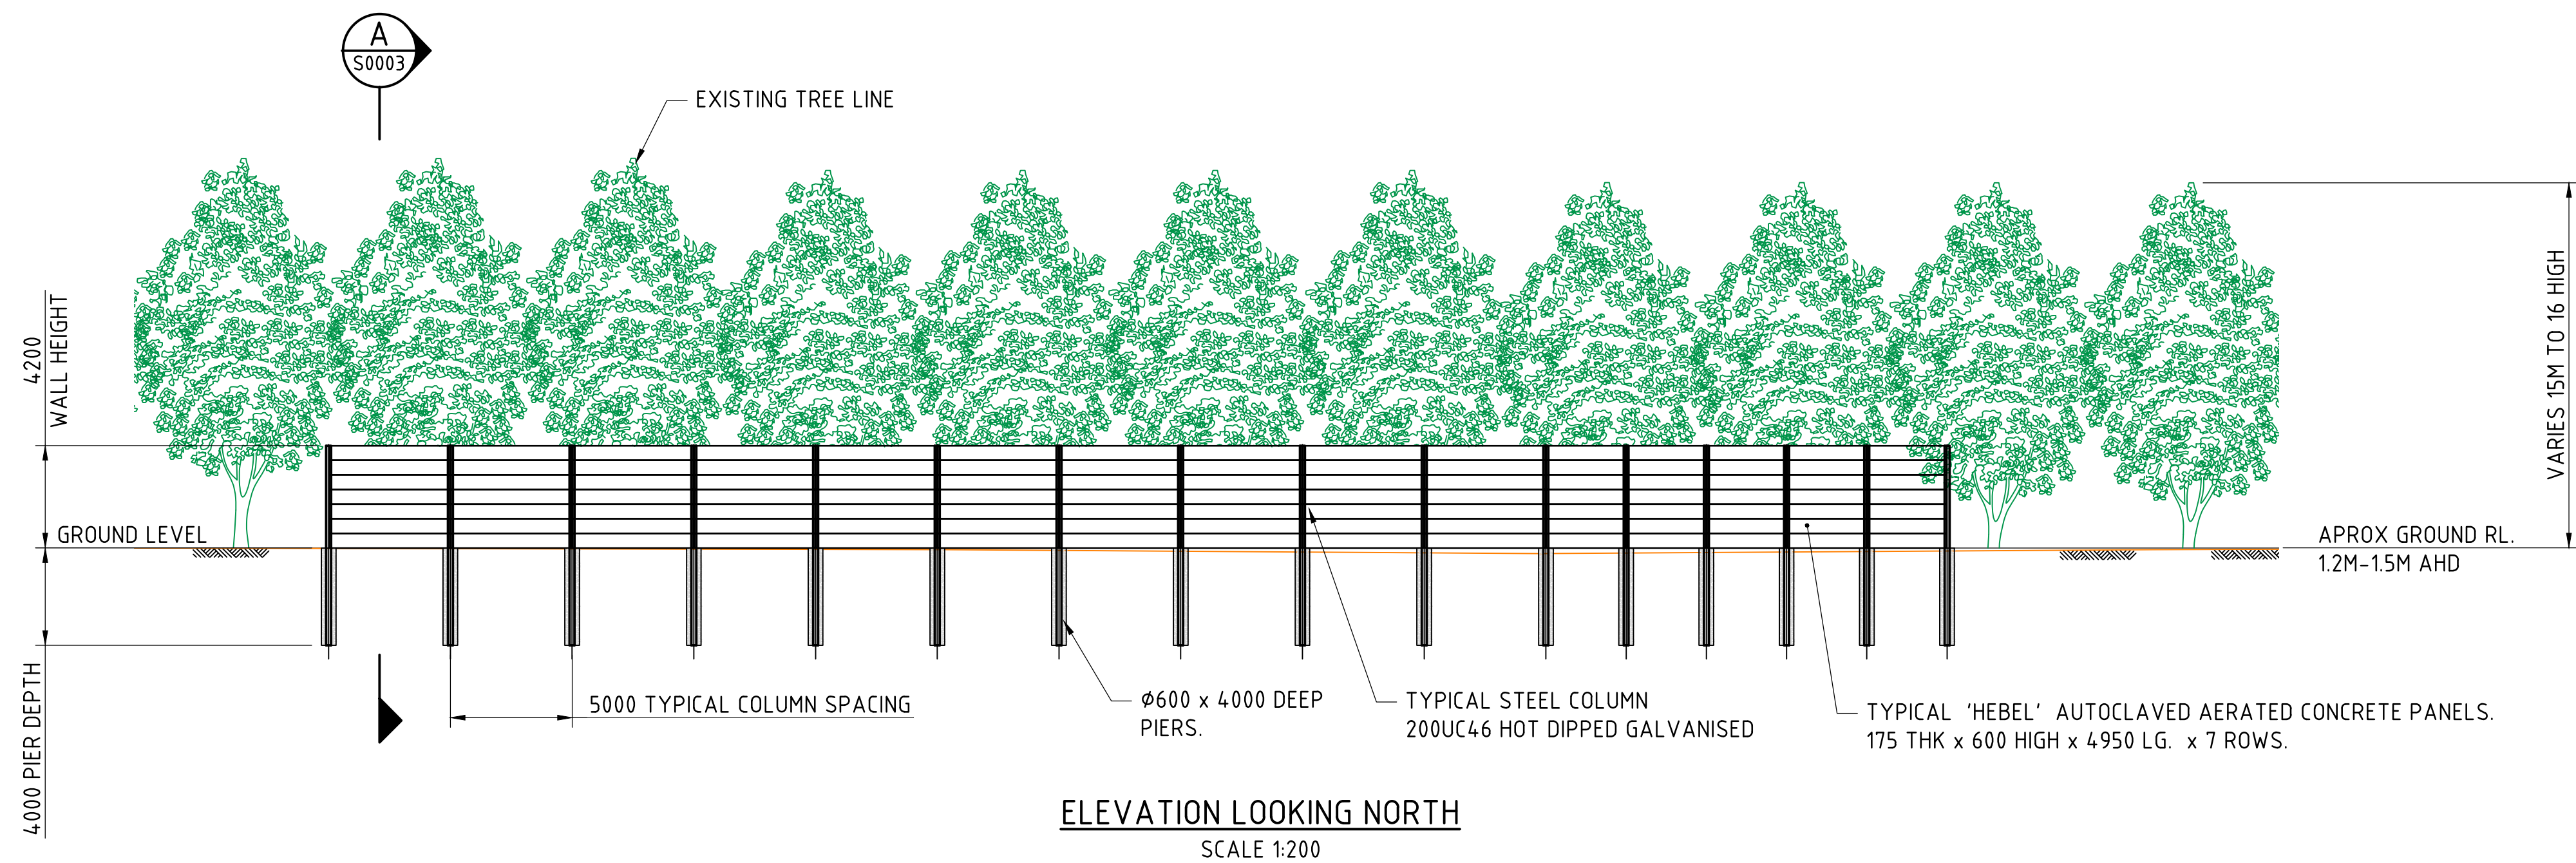 A
S0003
EXISTING TREE LINE
4200
WALL HEIGHT
VARIES 15M TO 16 HIGH
GROUND LEVEL
APROX GROUND RL.
1.2M-1.5M AHD
4000 PIER DEPTH
5000 TYPICAL COLUMN SPACING
Ø600 x 4000 DEEP
PIERS.
TYPICAL STEEL COLUMN
200UC46 HOT DIPPED GALVANISED
TYPICAL 'HEBEL' AUTOCLAVED AERATED CONCRETE PANELS.
175 THK x 600 HIGH x 4950 LG. x 7 ROWS.
ELEVATION LOOKING NORTH
SCALE 1:200